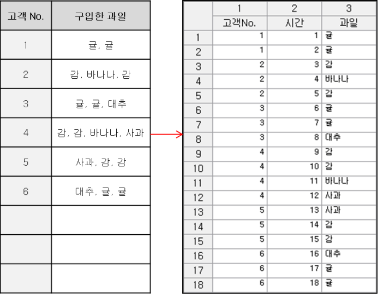 고객 No. 구입한 과일
1 귤, 귤
2 감, 바나나, 감
3 귤, 귤, 대추
4 감, 감, 바나나, 사과
5 사과, 감, 감
6 대추, 귤, 귤
1 2 3
고객No. 시간 과일
1 1 1 귤
2 1 2 귤
3 2 3 감
4 2 4 바나나
5 2 5 감
6 3 6 귤
7 3 7 귤
8 3 8 대추
9 4 9 감
10 4 10 감
11 4 11 바나나
12 4 12 사과
13 5 13 사과
14 5 14 감
15 5 15 감
16 6 16 대추
17 6 17 귤
18 6 18 귤